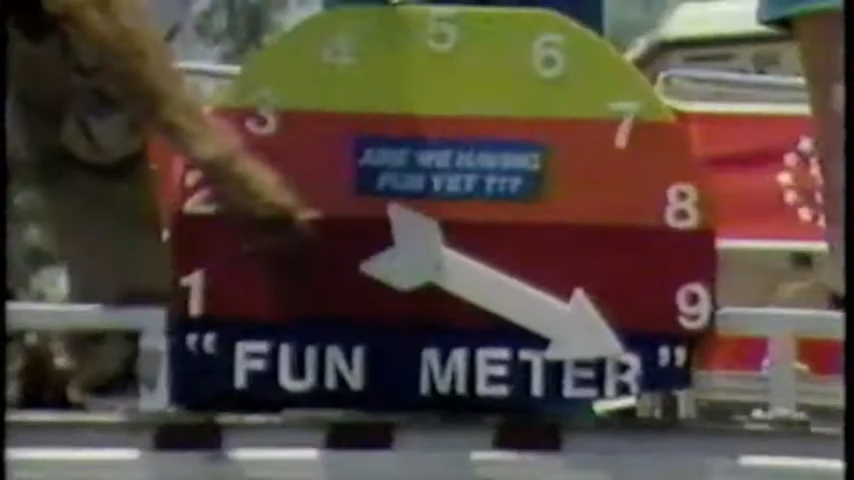 4 5 6
3 7
ARE WE HAVING
FUN YET ???
2 8
1 9
"FUN METER"